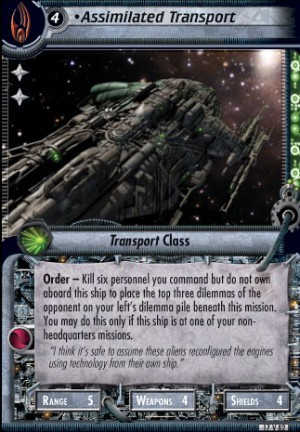 4 •Assimilated Transport
Transport Class
Order – Kill six personnel you command but do not own
aboard this ship to place the top three dilemmas of the
opponent on your left's dilemma pile beneath this mission.
You may do this only if this ship is at one of your non-
headquarters missions.
"I think it's safe to assume these aliens reconfigured the engines
using technology from their own ship."
RANGE 5 WEAPONS 4 SHIELDS 4